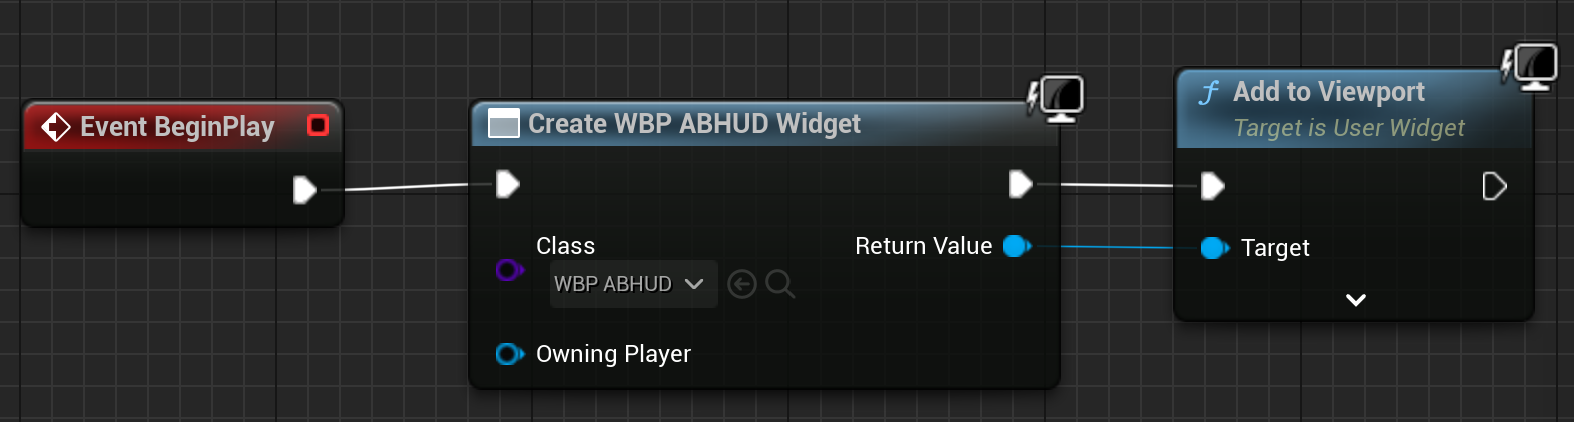 Event BeginPlay
Create WBP ABHUD Widget
Class
WBP ABHUD
Return Value
Owning Player
f Add to Viewport
Target is User Widget
Target